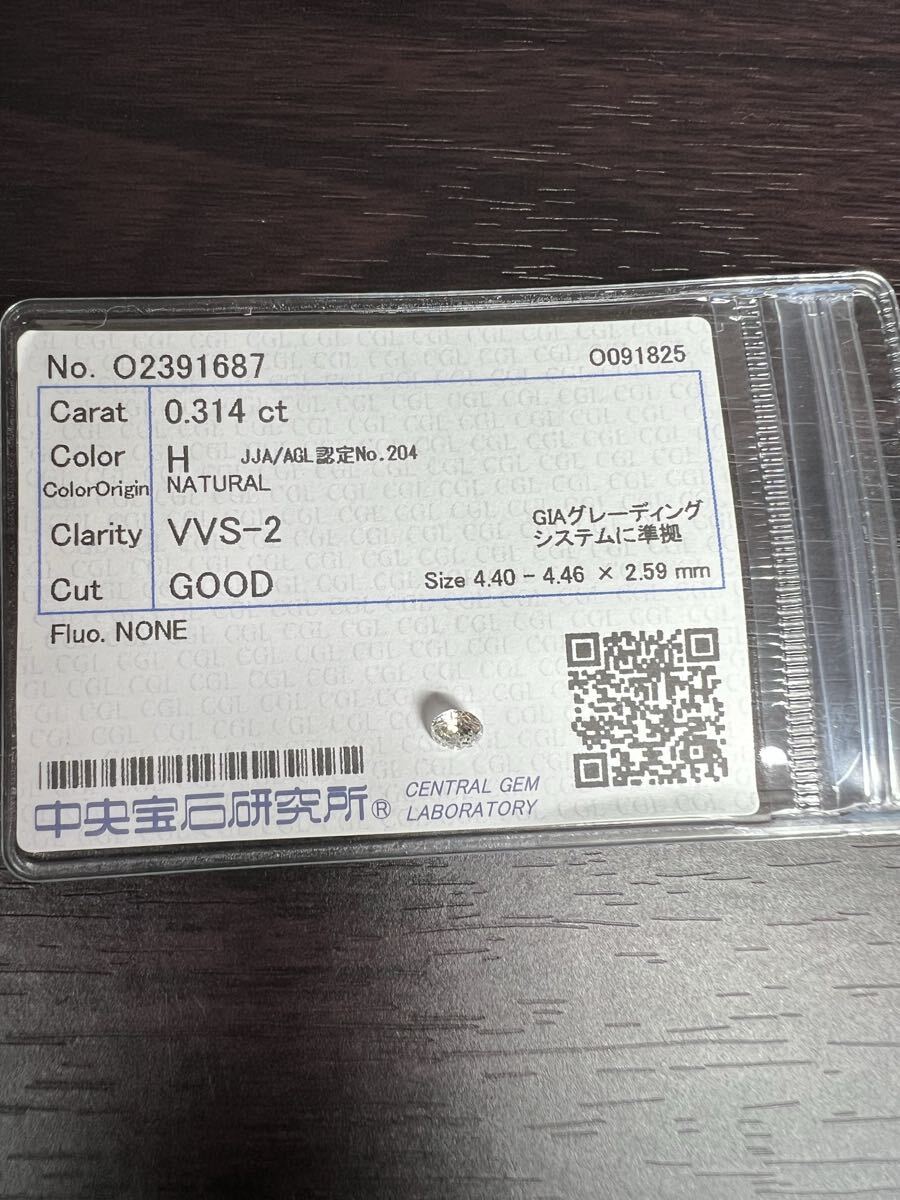 No. O2391687 O091825
Carat 0.314 ct
Color H JJA/AGL認定No.204
ColorOrigin NATURAL
Clarity VVS-2 GIAグレーディング
システムに準拠
Cut GOOD Size 4.40 - 4.46 × 2.59 mm
Fluo. NONE
中央宝石研究所® CENTRAL GEM
LABORATORY